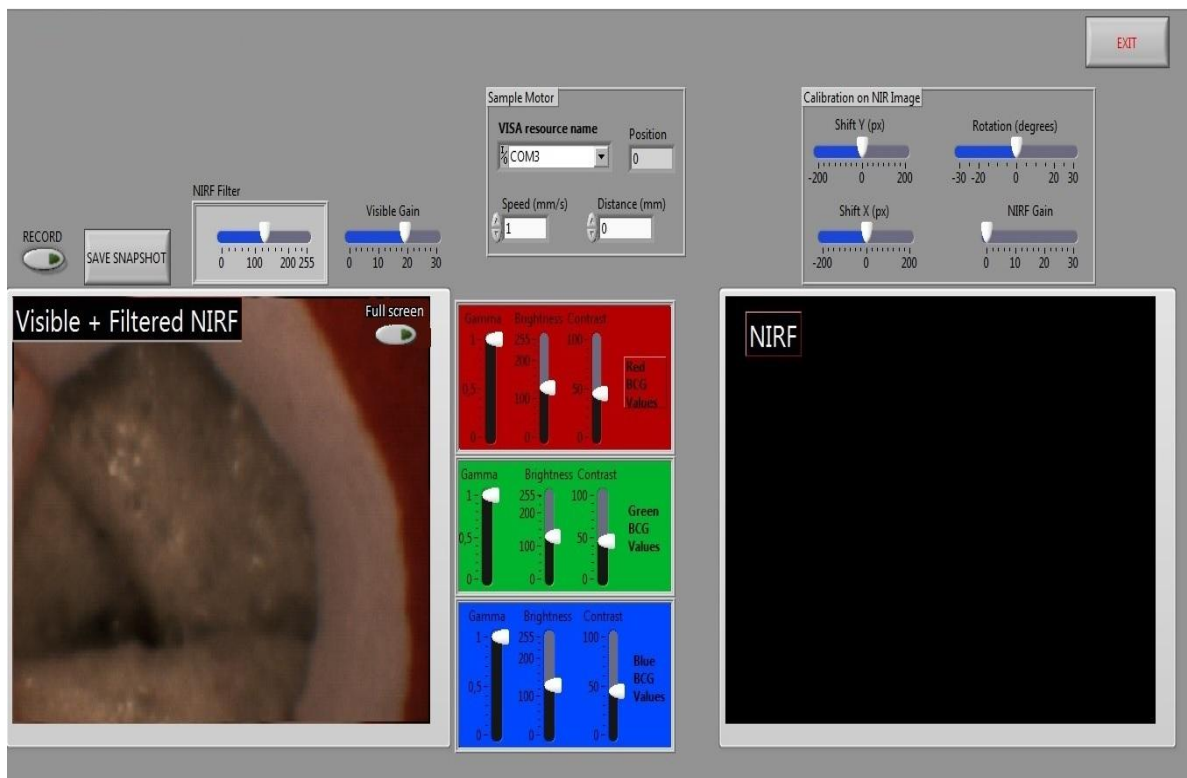 EXIT
Sample Motor
VISA resource name
Position
I/O COM3
0
Speed (mm/s)
Distance (mm)
1
0
Calibration on NIR Image
Shift Y (px)
Rotation (degrees)
-200 0 200
-30 -20 0 20 30
Shift X (px)
NIRF Gain
-200 0 200
0 10 20 30
RECORD
SAVE SNAPSHOT
NIRF Filter
0 100 200 255
Visible Gain
0 10 20 30
Visible + Filtered NIRF
Full screen
Gamma Brightness Contrast
1 255 100
200
0,5 100 50
0 0 0
Red
BCG
Values
Gamma Brightness Contrast
1 255 100
200
0,5 100 50
0 0 0
Green
BCG
Values
Gamma Brightness Contrast
1 255 100
200
0,5 100 50
0 0 0
Blue
BCG
Values
NIRF